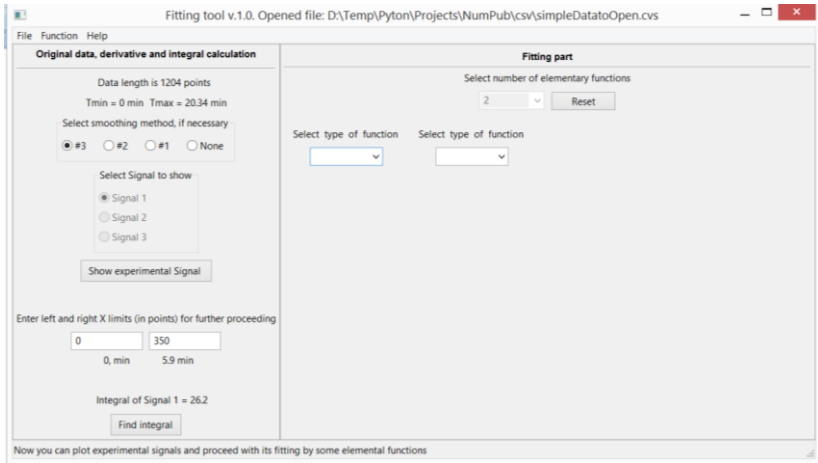 Fitting tool v.1.0. Opened file: D:\Temp\Pyton\Projects\NumPub\csv\simpleDatatoOpen.cvs
File Function Help
Original data, derivative and integral calculation
Data length is 1204 points
Tmin = 0 min Tmax = 20.34 min
Select smoothing method, if necessary
#3 #2 #1 None
Select Signal to show
Signal 1
Signal 2
Signal 3
Show experimental Signal
Enter left and right X limits (in points) for further proceeding
0 350
0, min 5.9 min
Integral of Signal 1 = 26.2
Find integral
Fitting part
Select number of elementary functions
2 Reset
Select type of function Select type of function
Now you can plot experimental signals and proceed with its fitting by some elemental functions